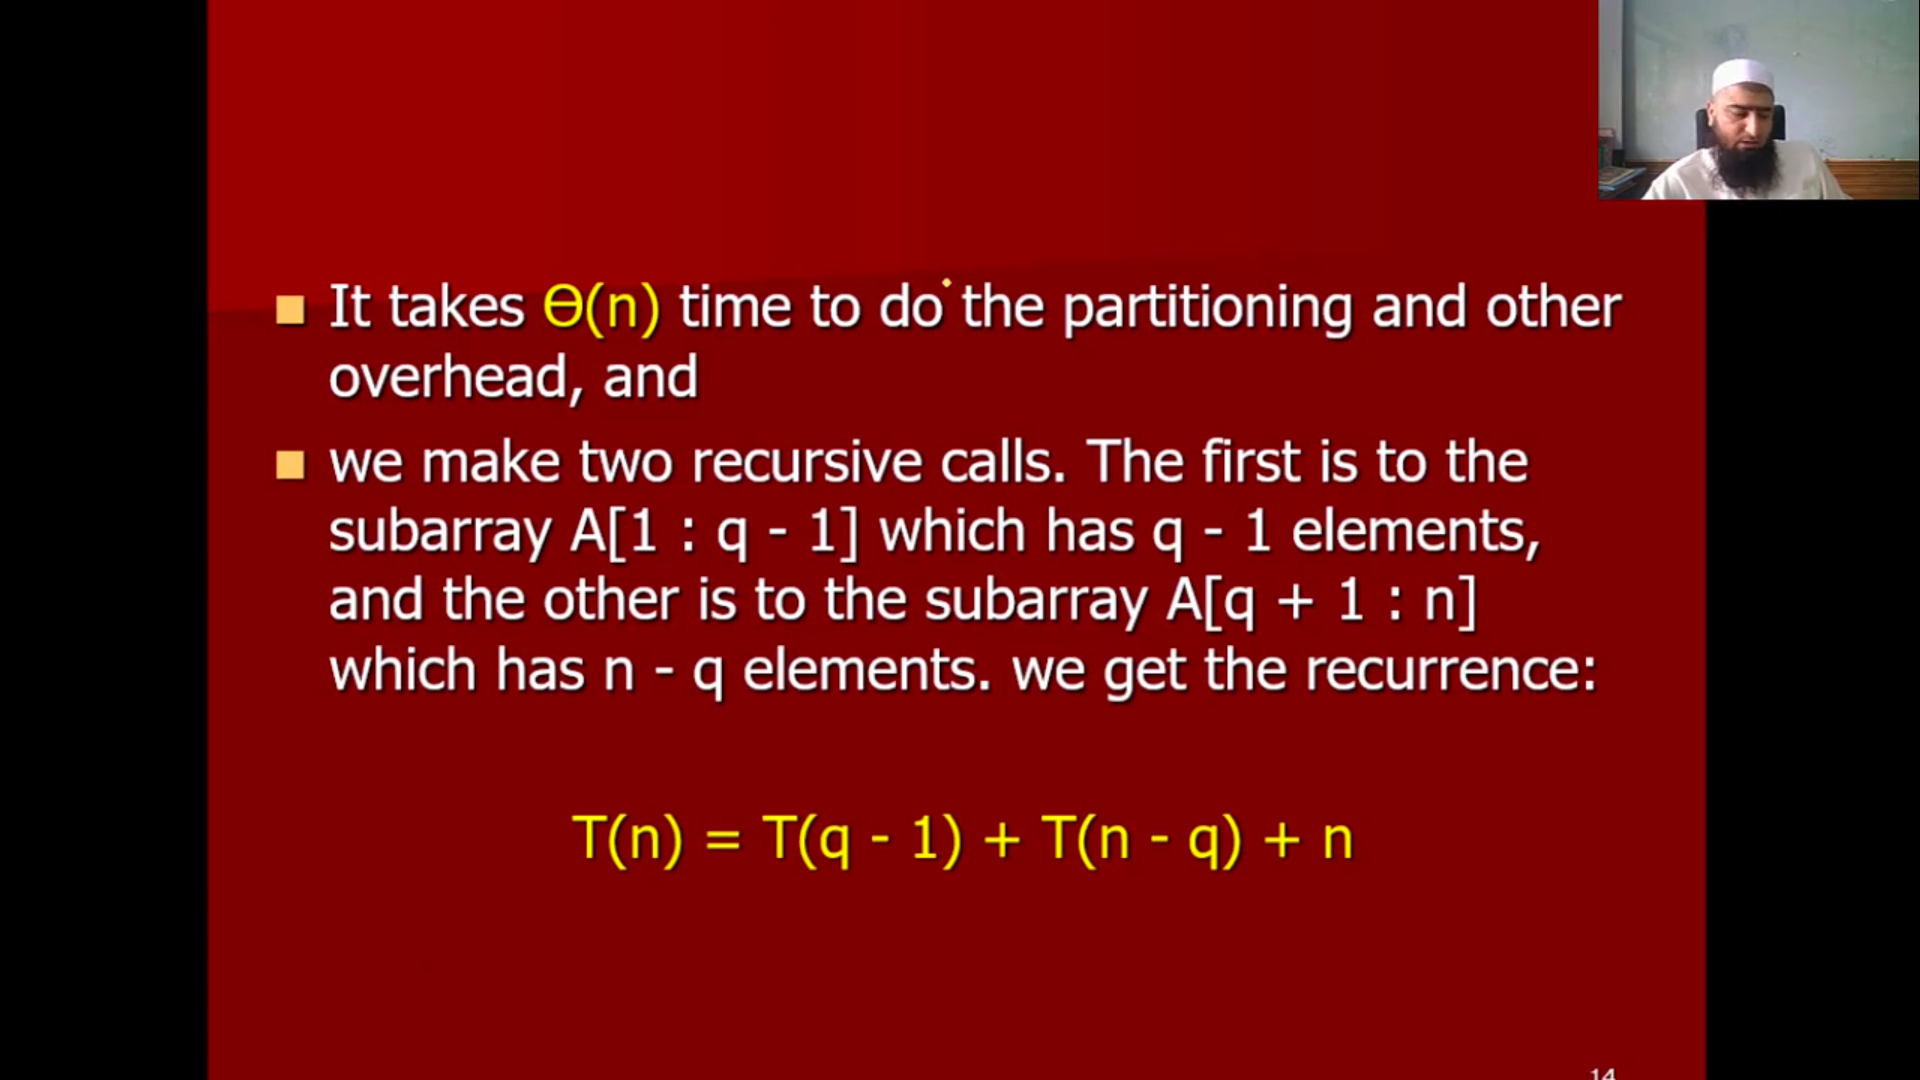 It takes Θ(n) time to do the partitioning and other
overhead, and
we make two recursive calls. The first is to the
subarray A[1 : q - 1] which has q - 1 elements,
and the other is to the subarray A[q + 1 : n]
which has n - q elements. we get the recurrence:
T(n) = T(q - 1) + T(n - q) + n
14